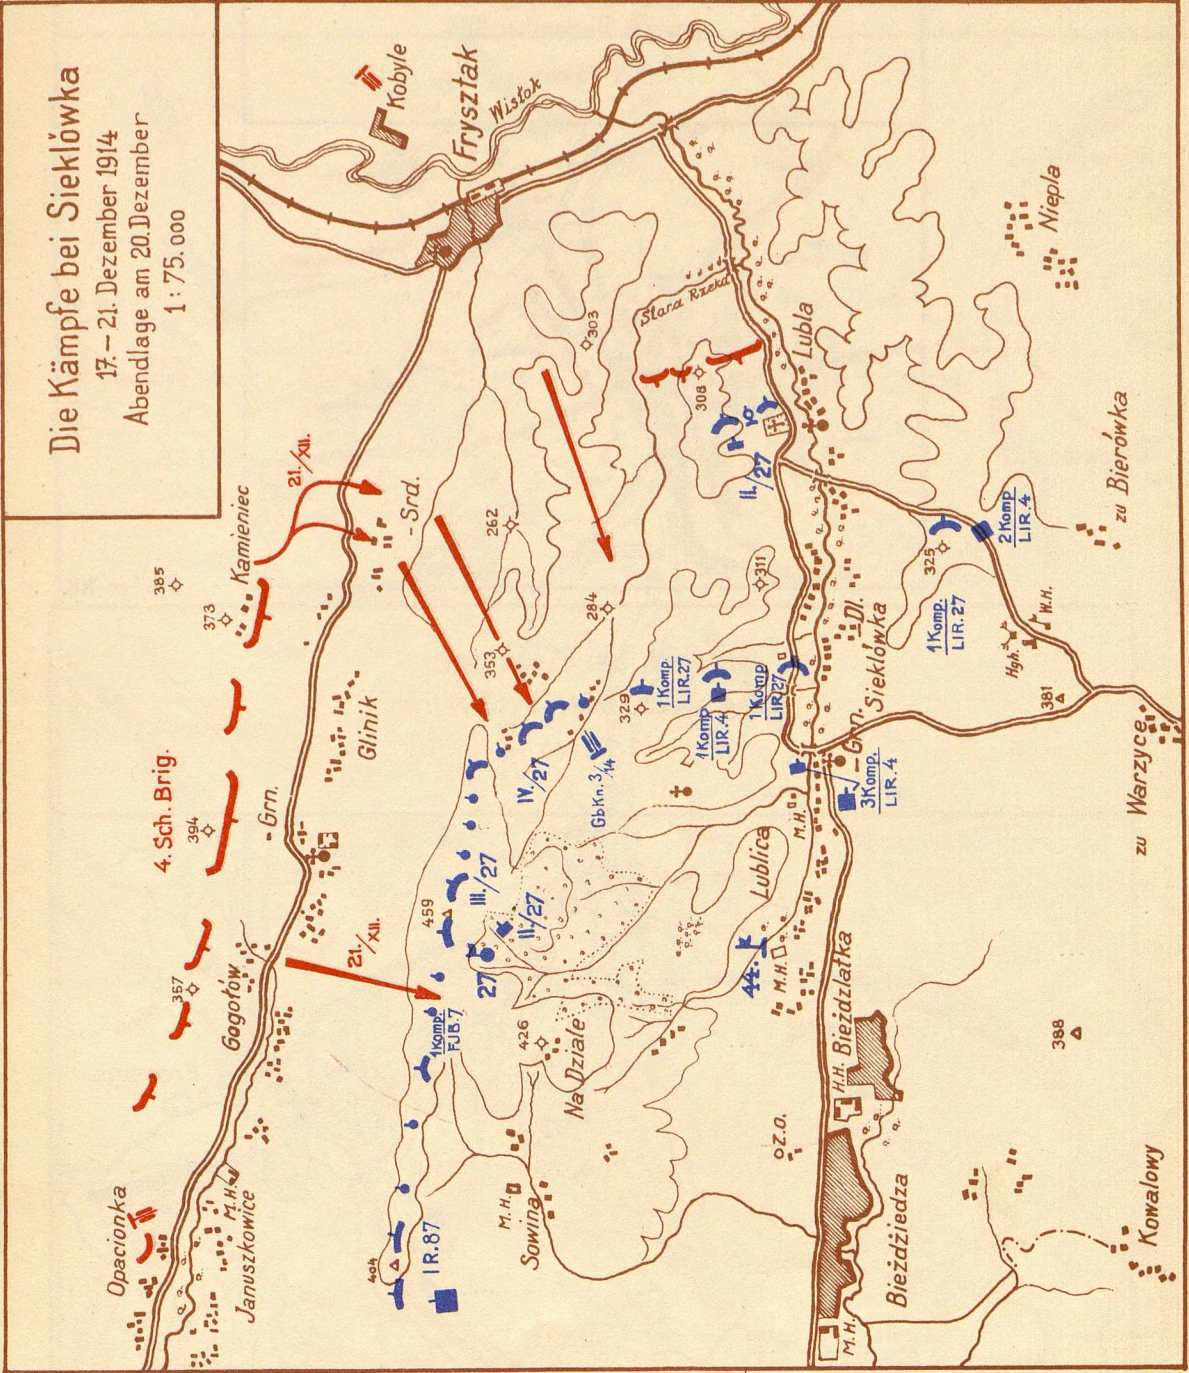 Die Kämpfe bei Sieklówka
17.–21. Dezember 1914
Abendlage am 20. Dezember
1 : 75.000
Kobyle
Frysztak
Wisłok
Niepla
303
Stara Rzeka
Lubla
308
II./27
zu Bierówka
2 Komp
LIR. 4
325
1 Komp.
LIR. 27
W.H.
Hgh.
381
zu Warzyce
21./XII.
Kamieniec
385
373
-Srd.
262
353
284
311
Dl.
Sieklówka
-Grn.
329
1 Komp
LIR.27
1 Komp
LIR. 4
1 Komp
LIR. 27
3 Komp.
LIR. 4
M.H.
Glinik
-Grn.
4. Sch. Brig.
394
IV./27
GbKn. 3/14
III./27
459
II./27
27
Lublica
44.
M.H.
21./XII.
Gogołów
357
1 Komp.
FJB.7
426
Na Dziale
H.H.
Bieździatka
388
Z.O.
Opacionka
M.H.
Januszkowice
404
I R. 87
M.H.
Sowina
Bieździedza
M.H.
Kowalowy